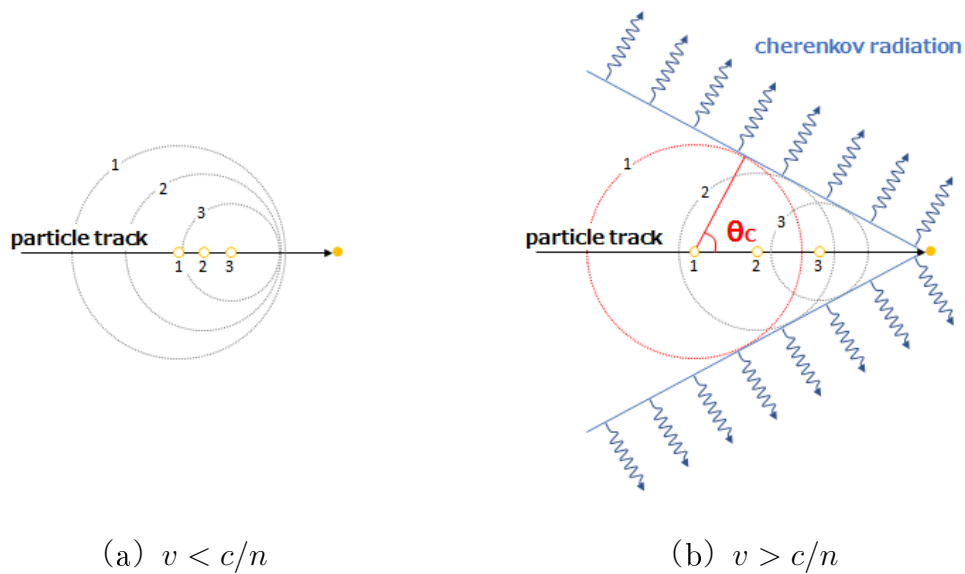 cherenkov radiation
1
2
3
particle track
1 2 3
1
2
3
particle track
θc
1 2 3
(a) v < c/n
(b) v > c/n